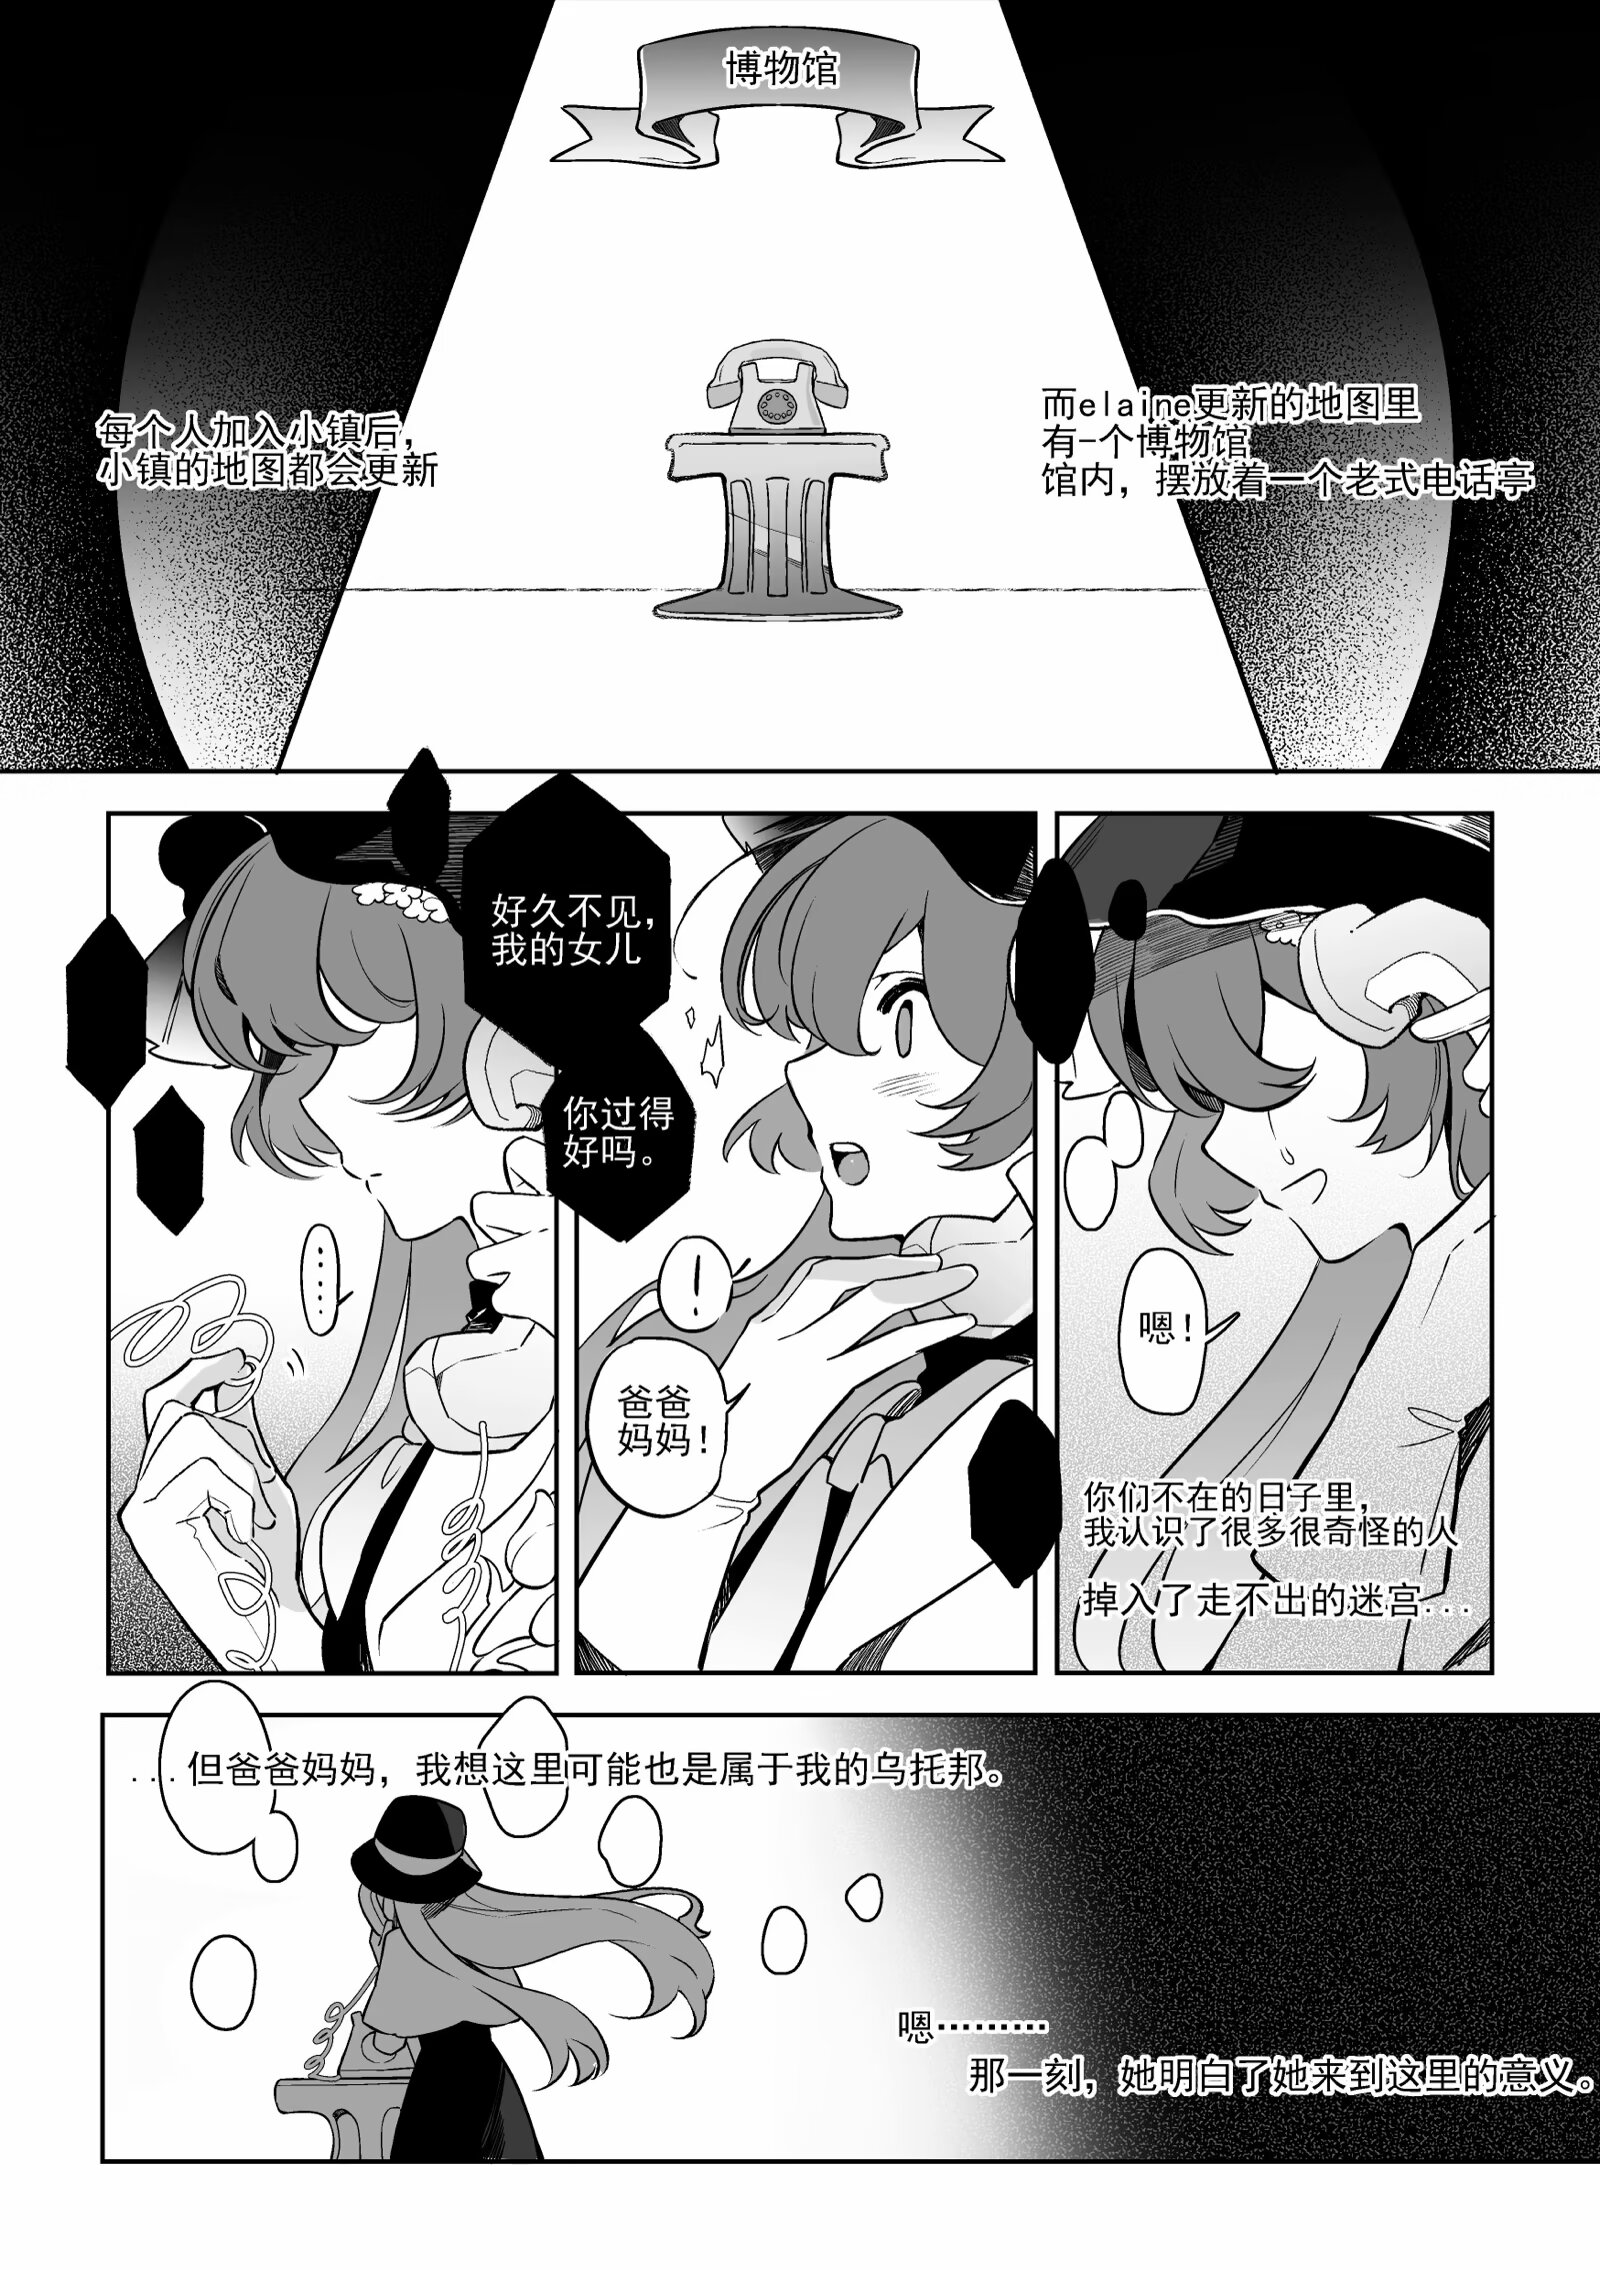 博物馆
每个人加入小镇后，
小镇的地图都会更新
而elaine更新的地图里
有一个博物馆
馆内，摆放着一个老式电话亭
......
好久不见，
我的女儿
你过得
好吗。
！
爸爸
妈妈！
嗯！
你们不在的日子里，
我认识了很多很奇怪的人
掉入了走不出的迷宫...
...但爸爸妈妈，我想这里可能也是属于我的乌托邦。
嗯………
那一刻，她明白了她来到这里的意义。